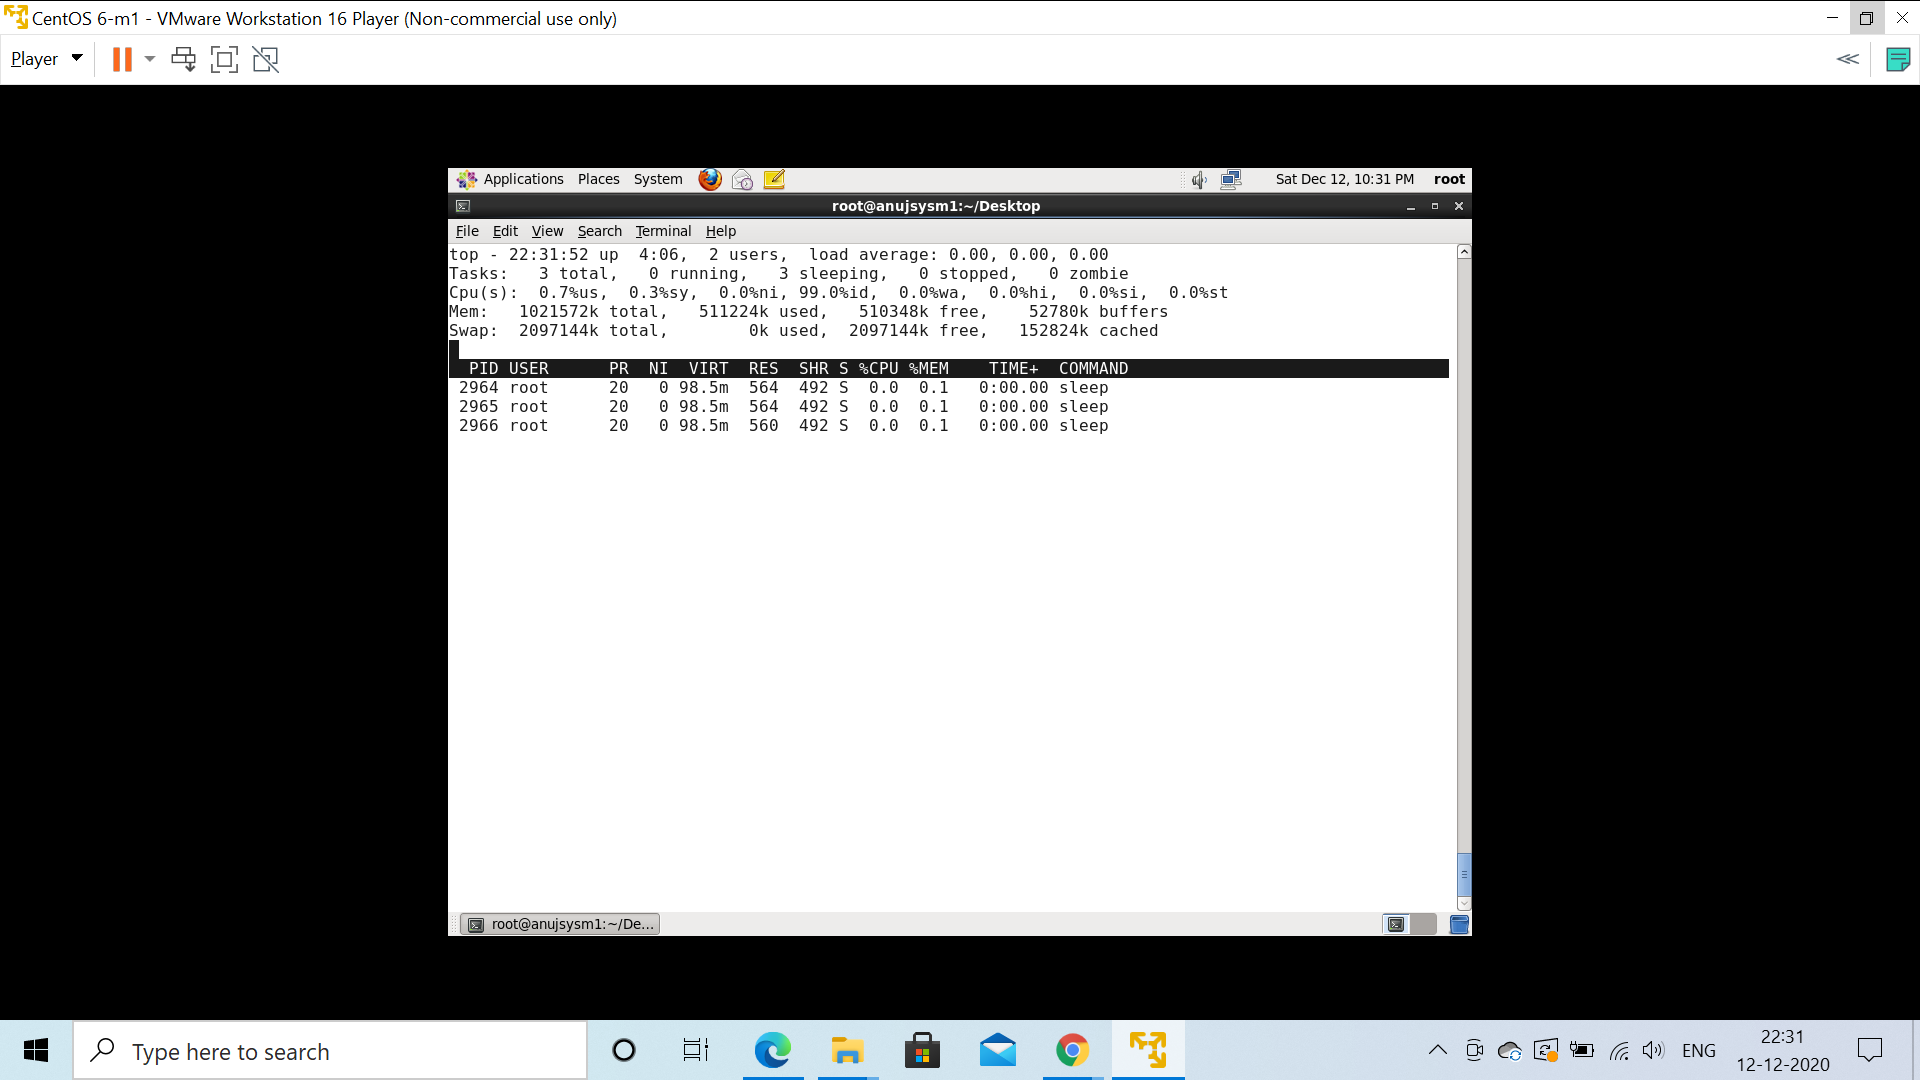 CentOS 6-m1 - VMware Workstation 16 Player (Non-commercial use only)
Player
Applications Places System Sat Dec 12, 10:31 PM root
root@anujsysm1:~/Desktop
File Edit View Search Terminal Help
top - 22:31:52 up  4:06,  2 users,  load average: 0.00, 0.00, 0.00
Tasks:   3 total,   0 running,   3 sleeping,   0 stopped,   0 zombie
Cpu(s):  0.7%us,  0.3%sy,  0.0%ni, 99.0%id,  0.0%wa,  0.0%hi,  0.0%si,  0.0%st
Mem:   1021572k total,   511224k used,   510348k free,    52780k buffers
Swap:  2097144k total,        0k used,  2097144k free,   152824k cached
  PID USER      PR  NI  VIRT  RES  SHR S %CPU %MEM    TIME+  COMMAND
 2964 root      20   0 98.5m  564  492 S  0.0  0.1   0:00.00 sleep
 2965 root      20   0 98.5m  564  492 S  0.0  0.1   0:00.00 sleep
 2966 root      20   0 98.5m  560  492 S  0.0  0.1   0:00.00 sleep
root@anujsysm1:~/De...
Type here to search
ENG
22:31
12-12-2020